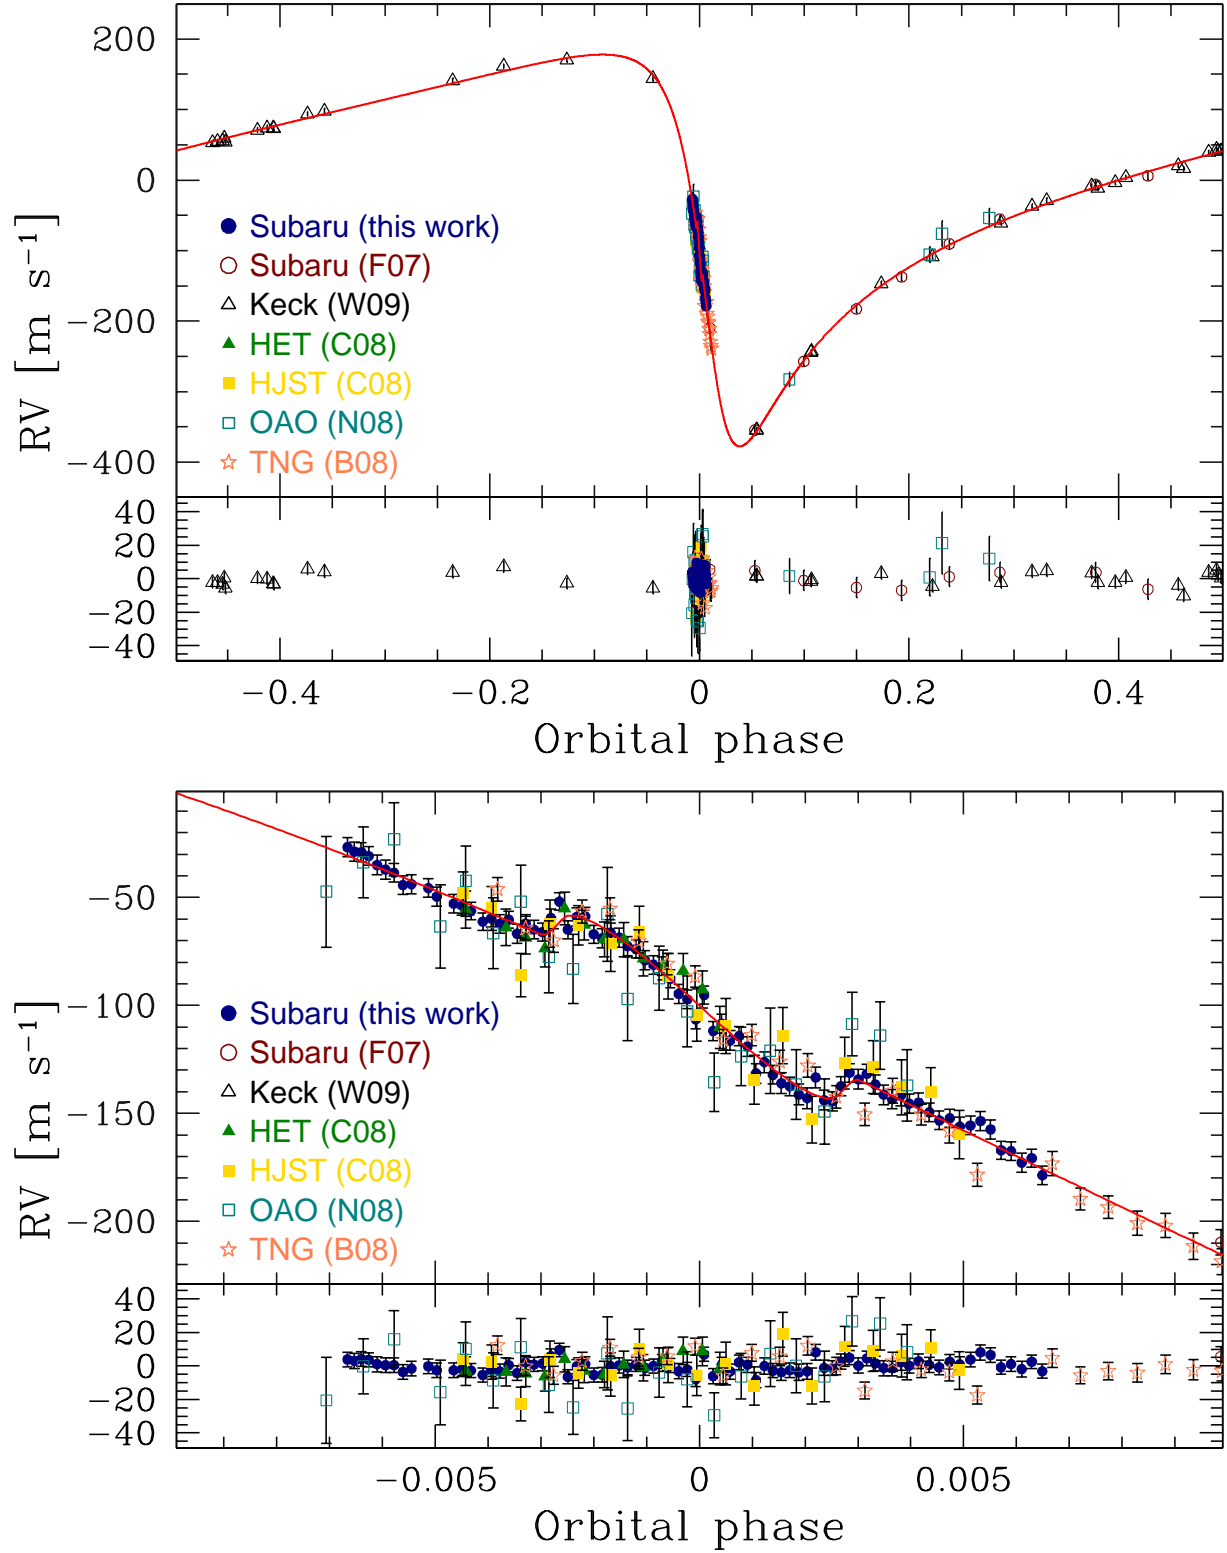 200
0
−200
−400
RV [m s−1]
Subaru (this work)
Subaru (F07)
Keck (W09)
HET (C08)
HJST (C08)
OAO (N08)
TNG (B08)
40
20
0
−20
−40
−0.4 −0.2 0 0.2 0.4
Orbital phase
−50
−100
−150
−200
RV [m s−1]
Subaru (this work)
Subaru (F07)
Keck (W09)
HET (C08)
HJST (C08)
OAO (N08)
TNG (B08)
40
20
0
−20
−40
−0.005 0 0.005
Orbital phase